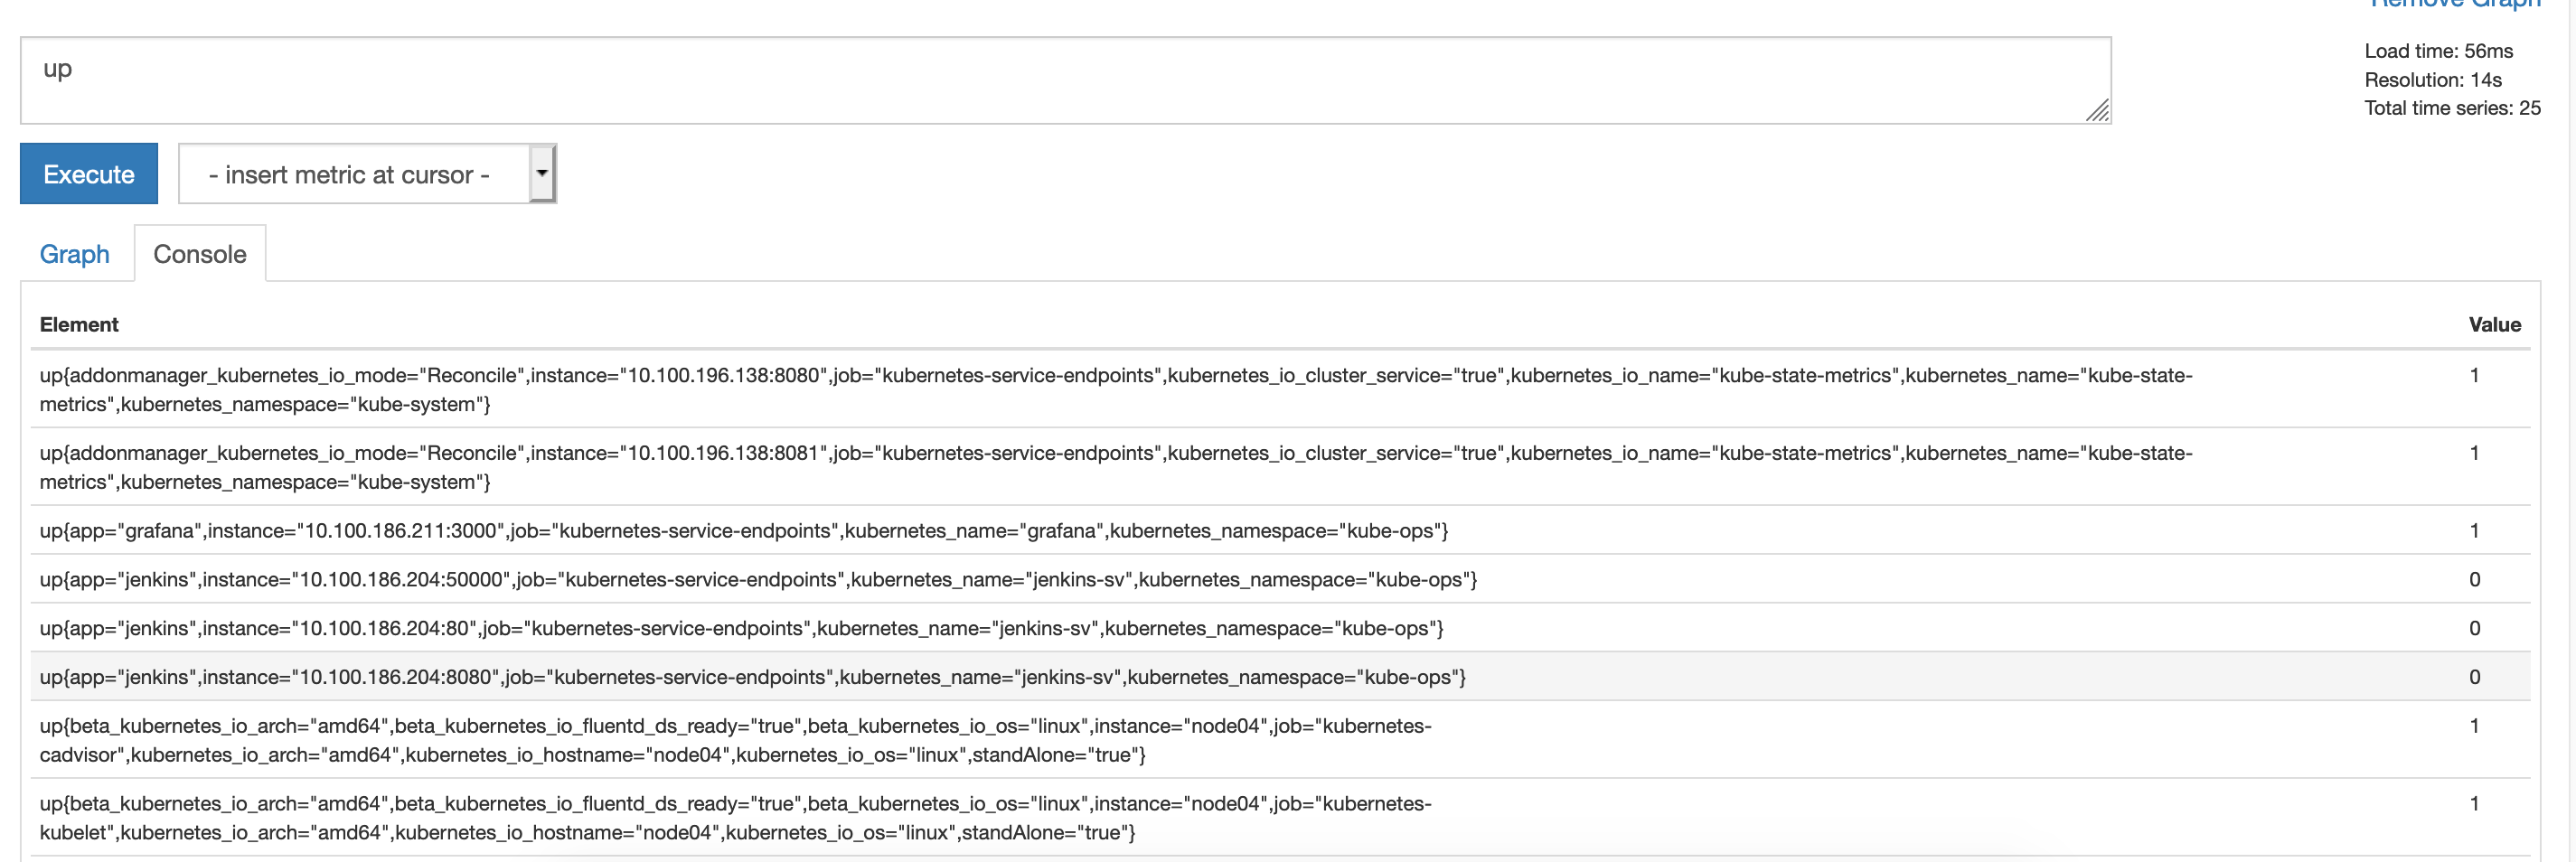 Remove Graph
up
Load time: 56ms
Resolution: 14s
Total time series: 25
Execute
- insert metric at cursor -
Graph
Console
Element
Value
up{addonmanager_kubernetes_io_mode="Reconcile",instance="10.100.196.138:8080",job="kubernetes-service-endpoints",kubernetes_io_cluster_service="true",kubernetes_io_name="kube-state-metrics",kubernetes_name="kube-state-
metrics",kubernetes_namespace="kube-system"}
1
up{addonmanager_kubernetes_io_mode="Reconcile",instance="10.100.196.138:8081",job="kubernetes-service-endpoints",kubernetes_io_cluster_service="true",kubernetes_io_name="kube-state-metrics",kubernetes_name="kube-state-
metrics",kubernetes_namespace="kube-system"}
1
up{app="grafana",instance="10.100.186.211:3000",job="kubernetes-service-endpoints",kubernetes_name="grafana",kubernetes_namespace="kube-ops"}
1
up{app="jenkins",instance="10.100.186.204:50000",job="kubernetes-service-endpoints",kubernetes_name="jenkins-sv",kubernetes_namespace="kube-ops"}
0
up{app="jenkins",instance="10.100.186.204:80",job="kubernetes-service-endpoints",kubernetes_name="jenkins-sv",kubernetes_namespace="kube-ops"}
0
up{app="jenkins",instance="10.100.186.204:8080",job="kubernetes-service-endpoints",kubernetes_name="jenkins-sv",kubernetes_namespace="kube-ops"}
0
up{beta_kubernetes_io_arch="amd64",beta_kubernetes_io_fluentd_ds_ready="true",beta_kubernetes_io_os="linux",instance="node04",job="kubernetes-
cadvisor",kubernetes_io_arch="amd64",kubernetes_io_hostname="node04",kubernetes_io_os="linux",standAlone="true"}
1
up{beta_kubernetes_io_arch="amd64",beta_kubernetes_io_fluentd_ds_ready="true",beta_kubernetes_io_os="linux",instance="node04",job="kubernetes-
kubelet",kubernetes_io_arch="amd64",kubernetes_io_hostname="node04",kubernetes_io_os="linux",standAlone="true"}
1